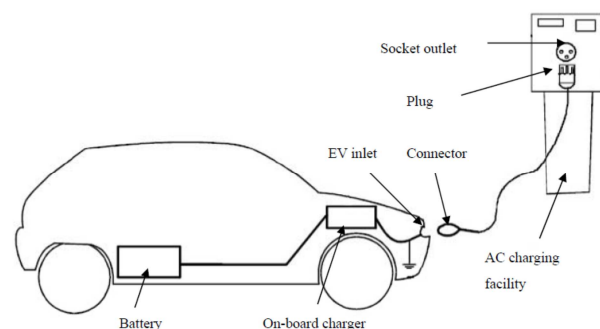 Socket outlet
Plug
EV inlet
Connector
AC charging
facility
Battery
On-board charger